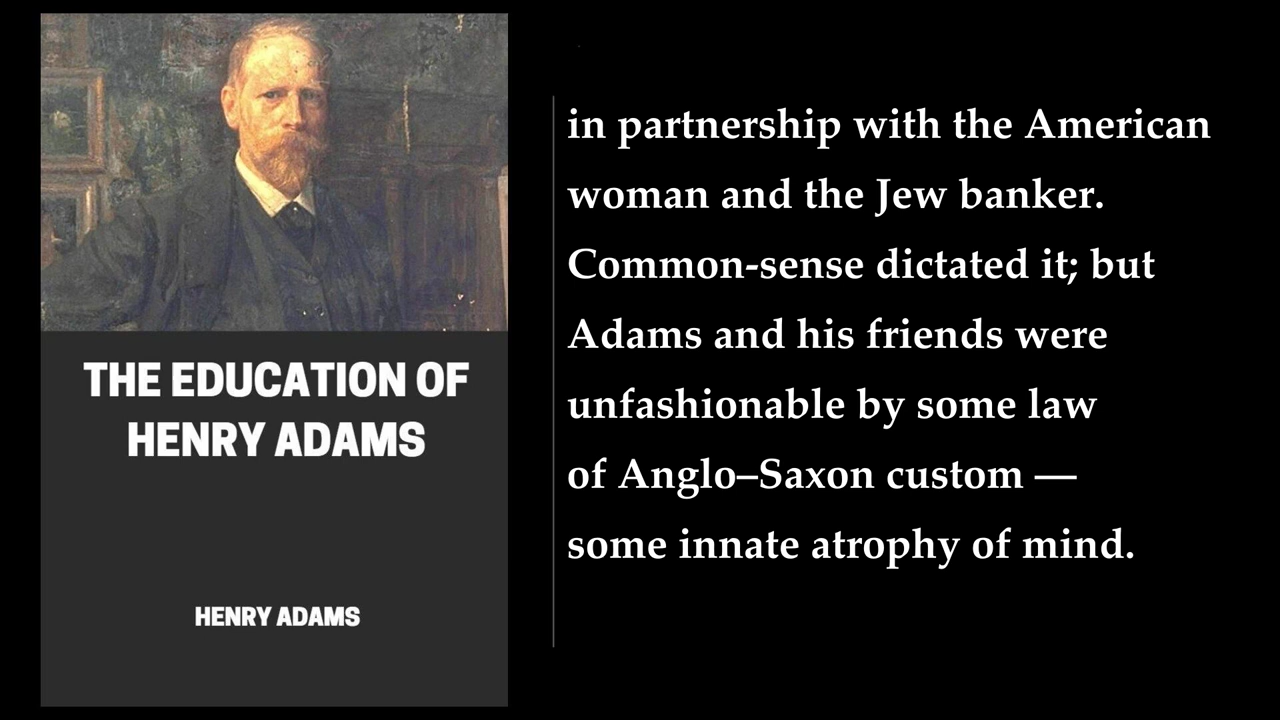 THE EDUCATION OF
HENRY ADAMS
HENRY ADAMS
in partnership with the American
woman and the Jew banker.
Common-sense dictated it; but
Adams and his friends were
unfashionable by some law
of Anglo–Saxon custom —
some innate atrophy of mind.